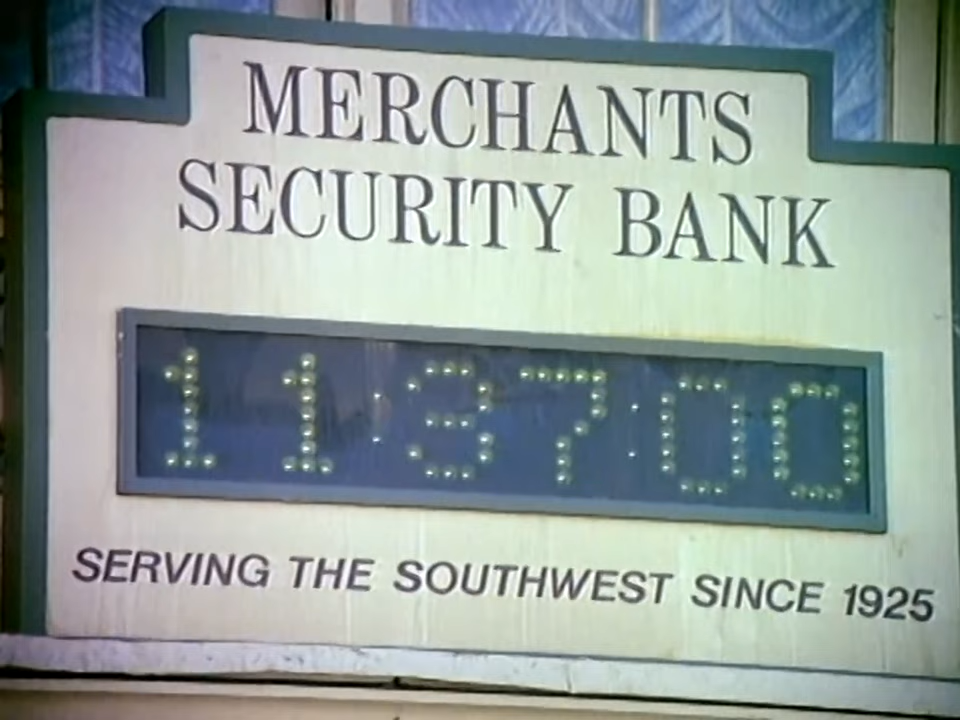 MERCHANTS
SECURITY BANK
11:37:00
SERVING THE SOUTHWEST SINCE 1925